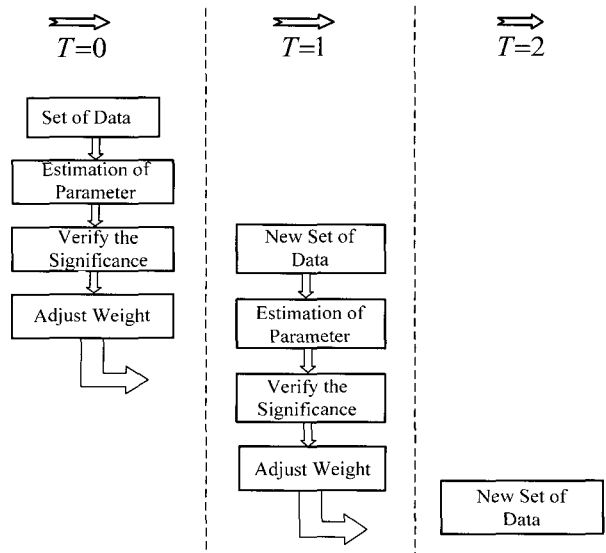 T=0
T=1
T=2
Set of Data
Estimation of
Parameter
Verify the
Significance
Adjust Weight
New Set of
Data
Estimation of
Parameter
Verify the
Significance
Adjust Weight
New Set of
Data